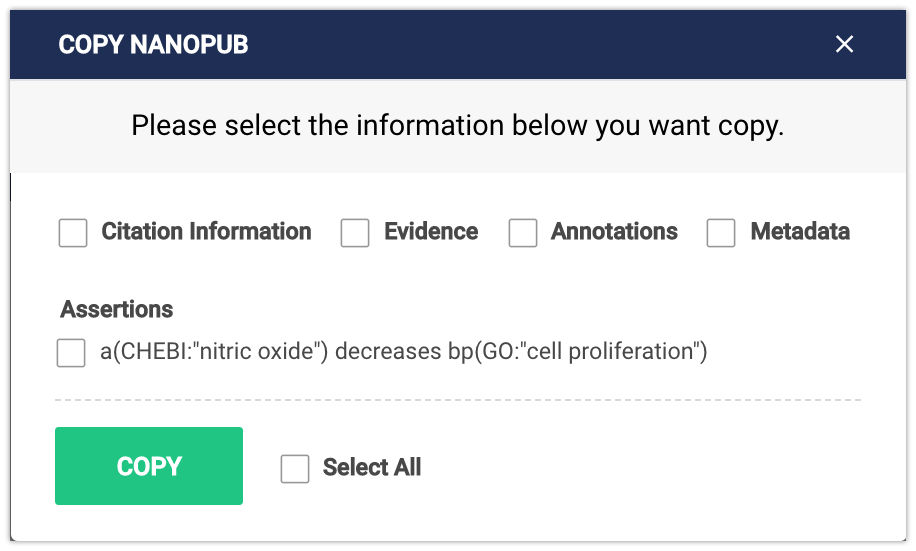 COPY NANOPUB
Please select the information below you want copy.
Citation Information Evidence Annotations Metadata
Assertions
a(CHEBI:"nitric oxide") decreases bp(GO:"cell proliferation")
COPY Select All